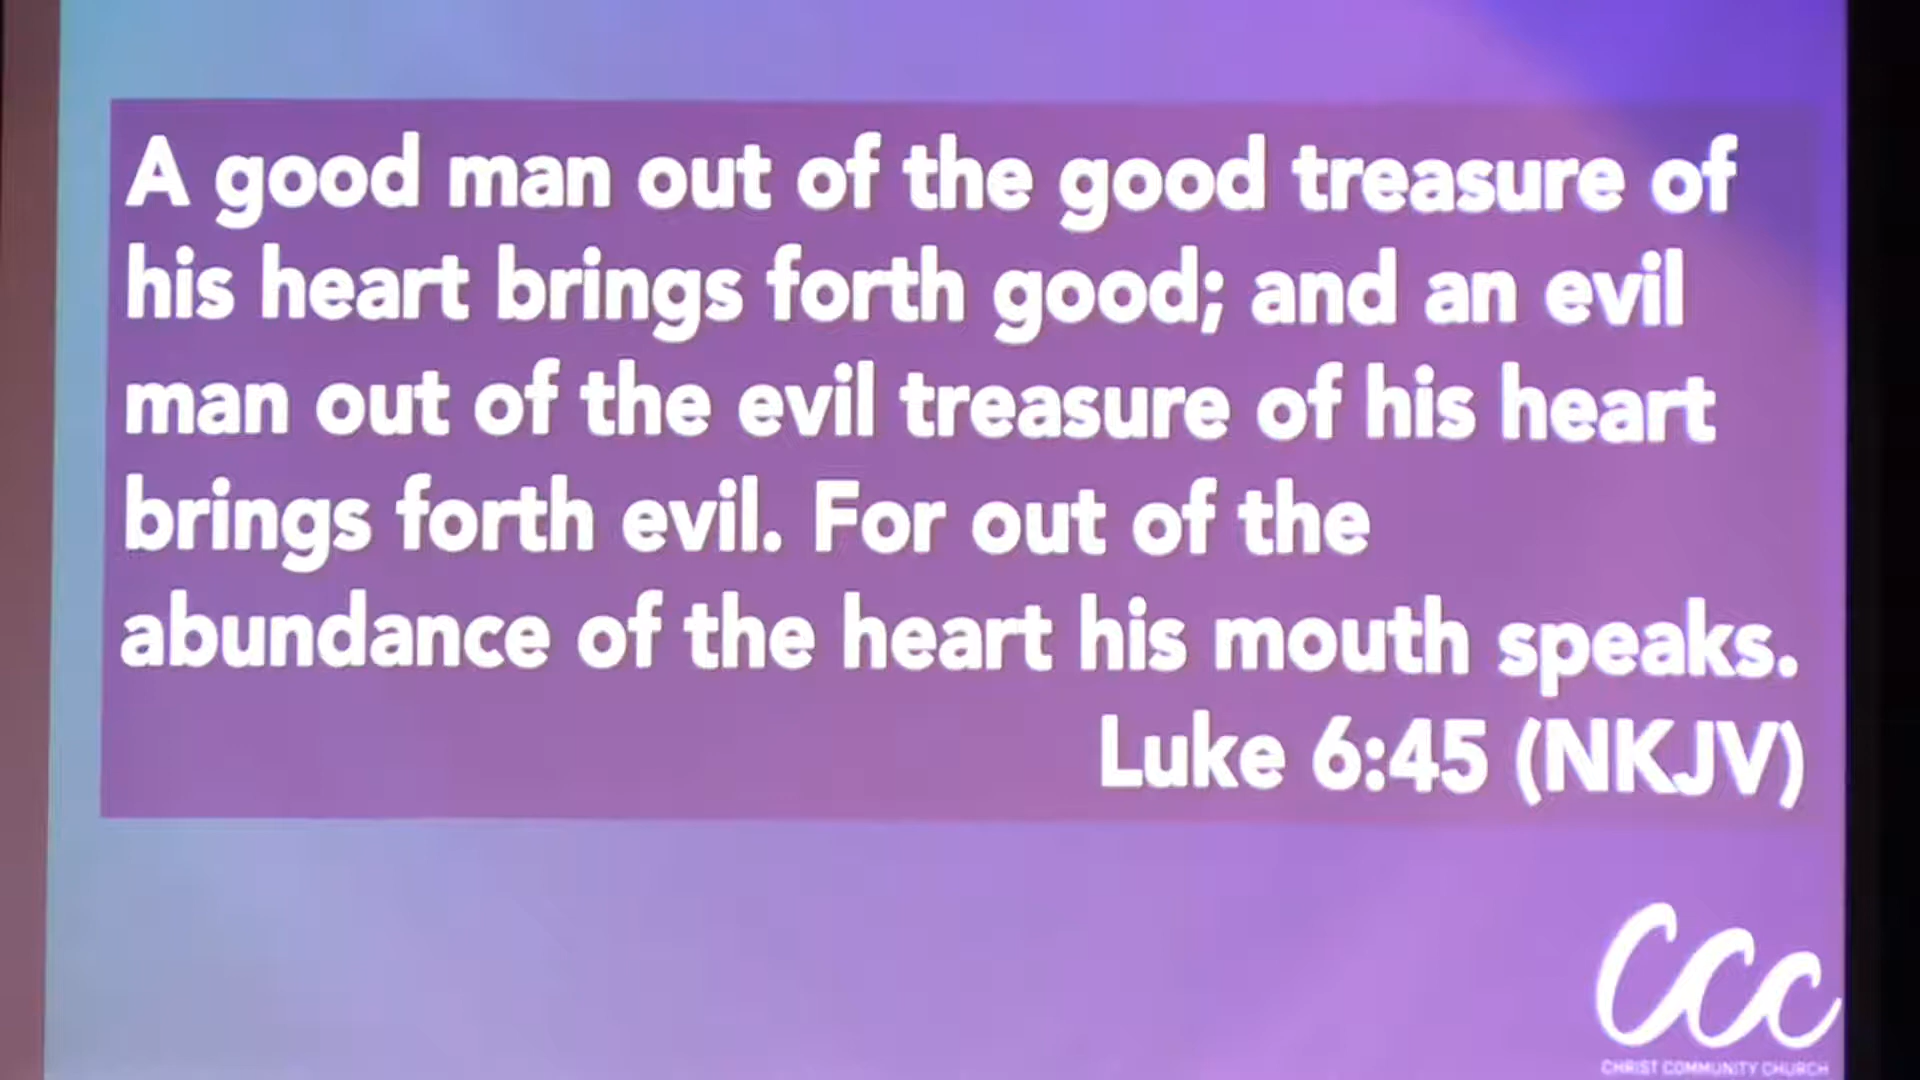 A good man out of the good treasure of
his heart brings forth good; and an evil
man out of the evil treasure of his heart
brings forth evil. For out of the
abundance of the heart his mouth speaks.
Luke 6:45 (NKJV)
CCC
CHRIST COMMUNITY CHURCH